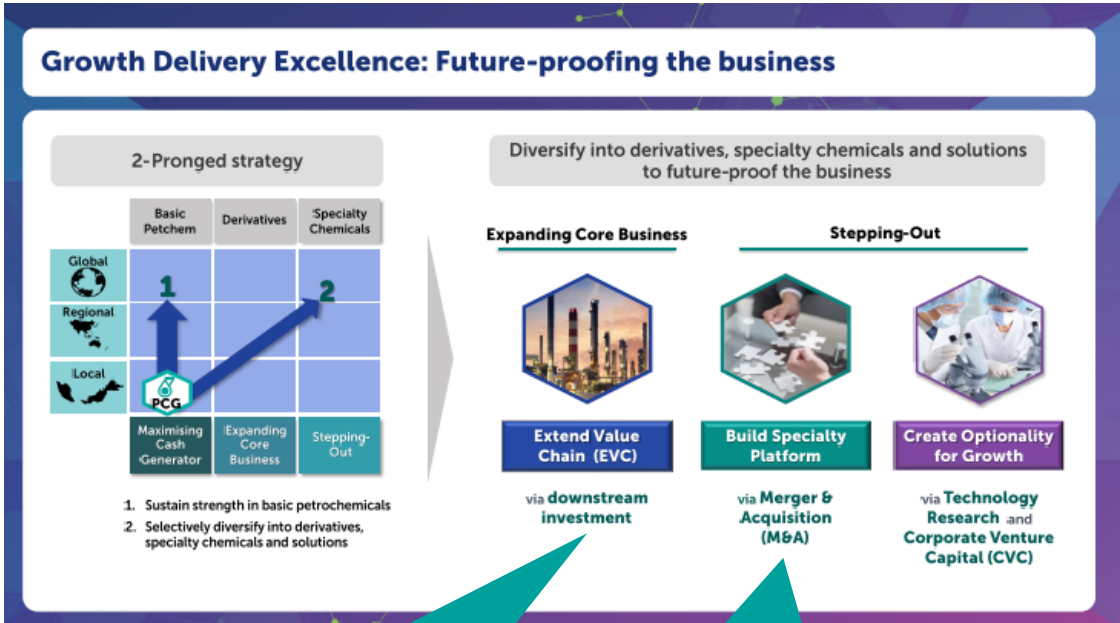 Growth Delivery Excellence: Future-proofing the business
2-Pronged strategy
Basic
Petchem
Derivatives
Specialty
Chemicals
Global
Regional
Local
1
2
PCG
Maximising
Cash
Generator
Expanding
Core
Business
Stepping-
Out
1. Sustain strength in basic petrochemicals
2. Selectively diversify into derivatives,
specialty chemicals and solutions
Diversify into derivatives, specialty chemicals and solutions
to future-proof the business
Expanding Core Business
Stepping-Out
Extend Value
Chain (EVC)
via downstream
investment
Build Specialty
Platform
via Merger &
Acquisition
(M&A)
Create Optionality
for Growth
via Technology
Research and
Corporate Venture
Capital (CVC)